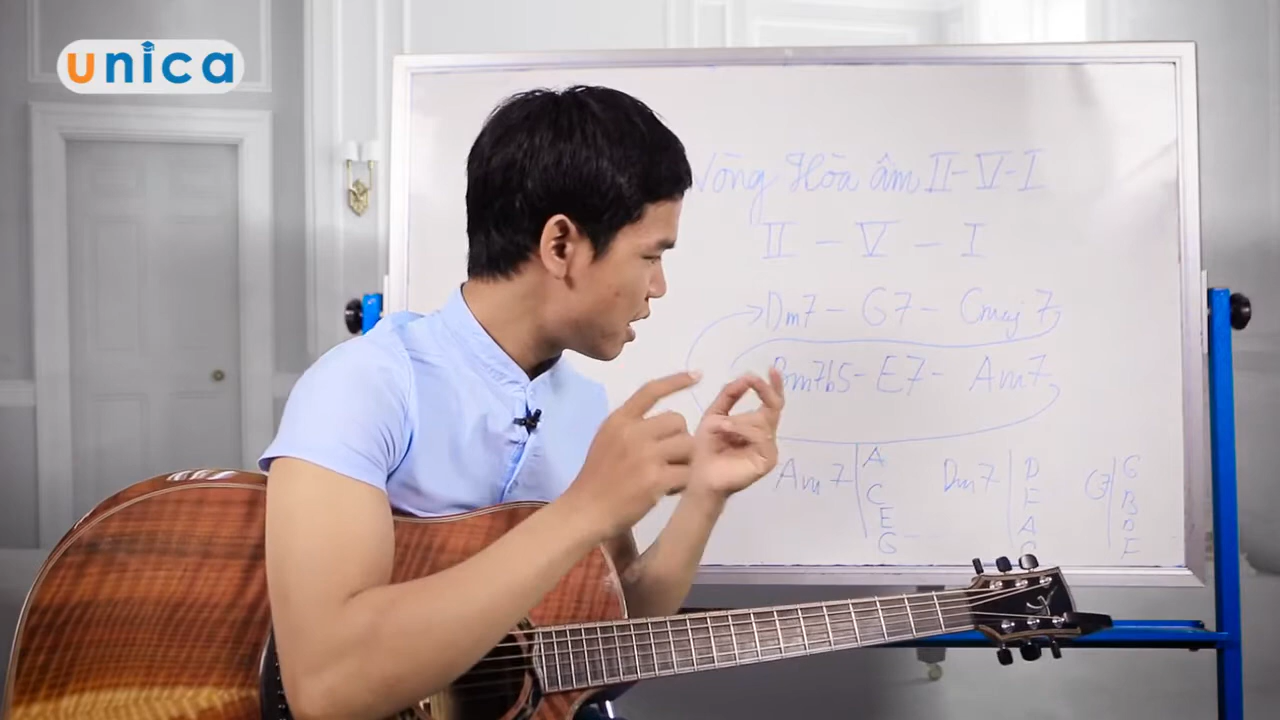 unica
Vòng Hòa âm II-V-I
II - V - I
Dm7 - G7 - Cmaj7
Bm7b5 - E7 - Am7
Am7 A C E G
Dm7 D F A C
G7 G B D F